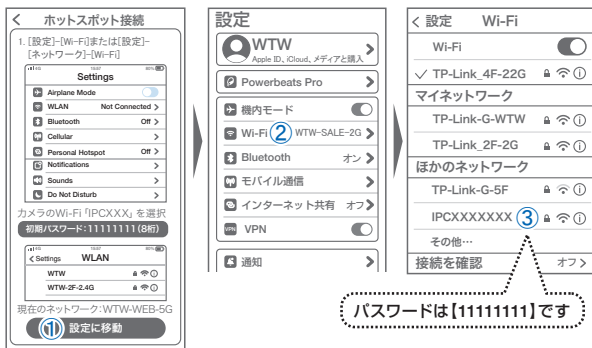 ホットスポット接続
1. [設定]-[Wi-Fi]または[設定]-
[ネットワーク]-[Wi-Fi]
Settings
Airplane Mode
WLAN Not Connected
Bluetooth Off
Cellular
Personal Hotspot Off
Notifications
Sounds
Do Not Disturb
カメラのWi-Fi「IPCXXX」を選択
初期パスワード:11111111(8桁)
Settings WLAN
WTW
WTW-2F-2.4G
現在のネットワーク:WTW-WEB-5G
① 設定に移動
設定
WTW
Apple ID、iCloud、メディアと購入
Powerbeats Pro
機内モード
Wi-Fi ② WTW-SALE-2G
Bluetooth オン
モバイル通信
インターネット共有 オフ
VPN VPN
通知
設定 Wi-Fi
Wi-Fi
TP-Link_4F-22G
マイネットワーク
TP-Link-G-WTW
TP-Link_2F-2G
ほかのネットワーク
TP-Link-G-5F
IPCXXXXXXX ③
その他…
接続を確認 オフ
パスワードは【11111111】です